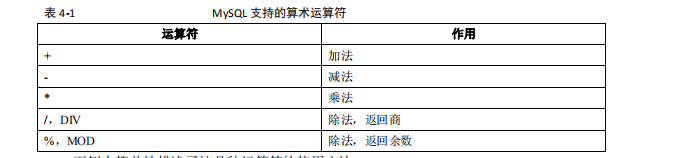 表 4-1 MySQL 支持的算术运算符
运算符 作用
+ 加法
- 减法
* 乘法
/，DIV 除法，返回商
%，MOD 除法，返回余数